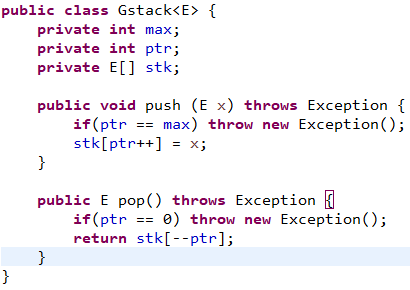 public class Gstack<E> {
    private int max;
    private int ptr;
    private E[] stk;

    public void push (E x) throws Exception {
        if(ptr == max) throw new Exception();
        stk[ptr++] = x;
    }

    public E pop() throws Exception {
        if(ptr == 0) throw new Exception();
        return stk[--ptr];
    }
}